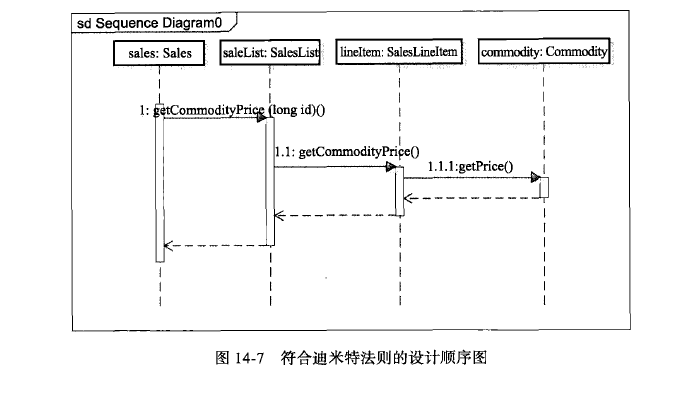 sd Sequence Diagram0
sales: Sales
saleList: SalesList
lineItem: SalesLineItem
commodity: Commodity
1: getCommodityPrice (long id)()
1.1: getCommodityPrice()
1.1.1:getPrice()
图 14-7 符合迪米特法则的设计顺序图